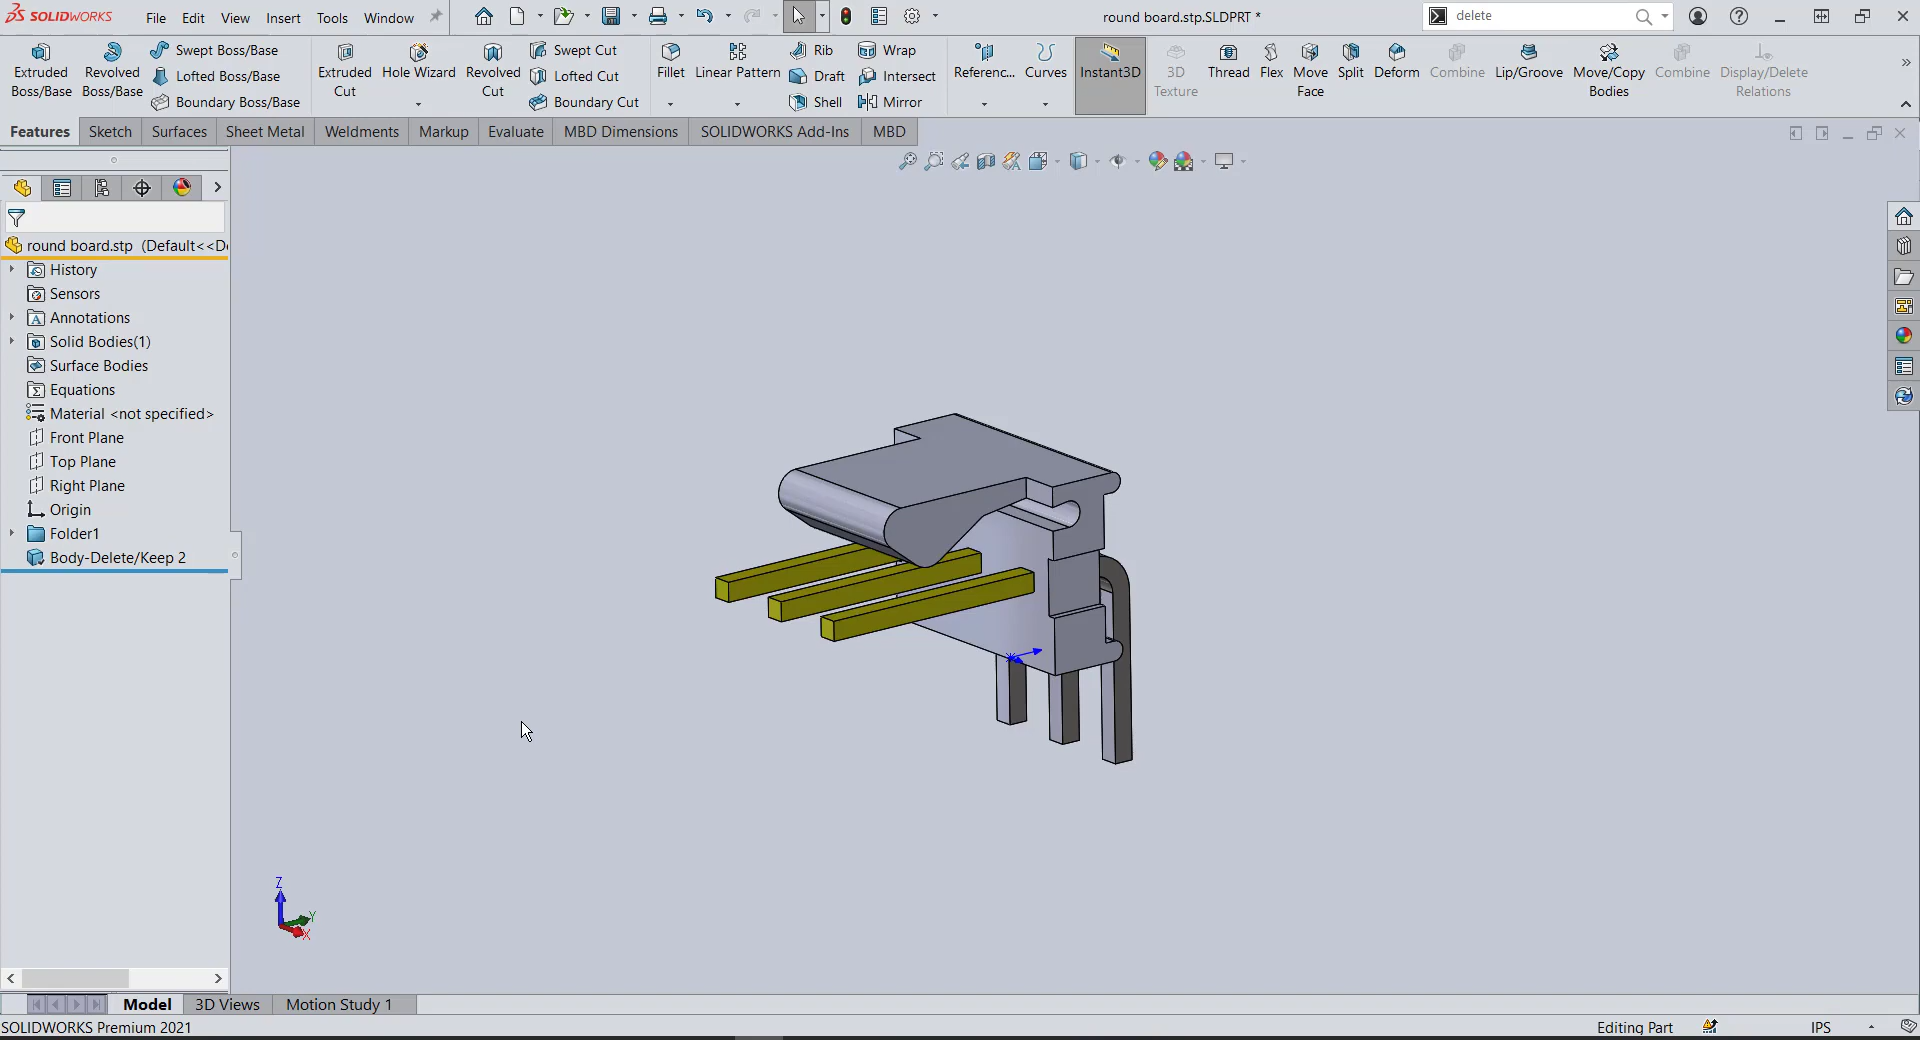 SOLIDWORKS File Edit View Insert Tools Window round board.stp.SLDPRT * delete
Extruded Boss/Base
Revolved Boss/Base
Swept Boss/Base
Lofted Boss/Base
Boundary Boss/Base
Extruded Cut
Hole Wizard
Revolved Cut
Swept Cut
Lofted Cut
Boundary Cut
Fillet
Linear Pattern
Rib
Draft
Shell
Wrap
Intersect
Mirror
Referenc...
Curves
Instant3D
3D Texture
Thread
Flex
Move Face
Split
Deform
Combine
Lip/Groove
Move/Copy Bodies
Combine
Display/Delete Relations
Features Sketch Surfaces Sheet Metal Weldments Markup Evaluate MBD Dimensions SOLIDWORKS Add-Ins MBD
round board.stp (Default<<De
History
Sensors
Annotations
Solid Bodies(1)
Surface Bodies
Equations
Material <not specified>
Front Plane
Top Plane
Right Plane
Origin
Folder1
Body-Delete/Keep 2
Z
Y
X
Model 3D Views Motion Study 1
SOLIDWORKS Premium 2021 Editing Part IPS